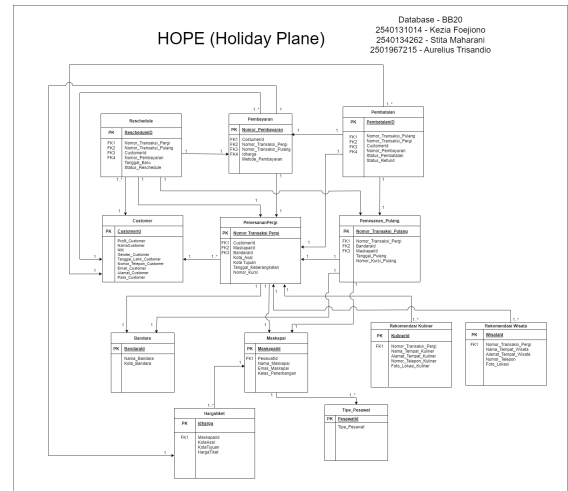 HOPE (Holiday Plane)
Database - BB20
2540131014 - Kezia Foejiono
2540134262 - Stita Maharani
2501967215 - Aurelius Trisandio
Reschedule
PK RescheduleID
FK1 Nomor_Transaksi_Pergi
FK2 Nomor_Transaksi_Pulang
FK3 CustomerId
FK4 Nomor_Pembayaran
Tanggal_Baru
Status_Reschedule
Pembayaran
PK Nomor_Pembayaran
FK1 CostumerId
FK2 Nomor_Transaksi_Pergi
FK3 Nomor_Transaksi_Pulang
FK4 Idharga
Metode_Pembayaran
Pembatalan
PK PembatalanID
FK1 Nomor_Transaksi_Pulang
FK2 Nomor_Transaksi_Pergi
FK3 CustomerId
FK4 Nomor_Pembayaran
Status_Pembatalan
Status_Refund
Customer
PK CustomerId
Profil_Customer
NamaCustomer
NIK
Gender_Customer
Tanggal_Lahir_Customer
Nomor_Telepon_Customer
Email_Customer
Alamat_Customer
Pass_Customer
PemesananPergi
PK Nomor Transaksi Pergi
FK1 CustomerId
FK2 MaskapaiId
FK3 BandaraId
Kota_Asal
Kota Tujuan
Tanggal_Keberangkatan
Nomor_Kursi
Pemesanan_Pulang
PK Nomor_Transaksi_Pulang
Nomor_Transaksi_Pergi
FK1 BandaraId
FK2 MaskapaiId
Tanggal_Pulang
Nomor_Kursi_Pulang
Bandara
PK BandaraId
Nama_Bandara
Kota_Bandara
Maskapai
PK MaskapaiId
FK1 PesawatId
Nama_Maskapai
Email_Maskapai
Kelas_Penerbangan
Rekomendasi Kuliner
PK KulinerId
FK1 Nomor_Transaksi_Pergi
Nama_Tempat_Kuliner
Alamat_Tempat_Kuliner
Nomor_Telepon_Kuliner
Foto_Lokasi_Kuliner
Rekomendasi Wisata
PK WisataId
FK1 Nomor_Transaksi_Pergi
Nama_Tempat_Wisata
Alamat_Tempat_Wisata
Nomor_Telepon
Foto_Lokasi
Hargatiket
PK Idharga
FK1 MaskapaiId
KotaAsal
KotaTujuan
HargaTiket
Tipe_Pesawat
PK PesawatId
Tipe_Pesawat